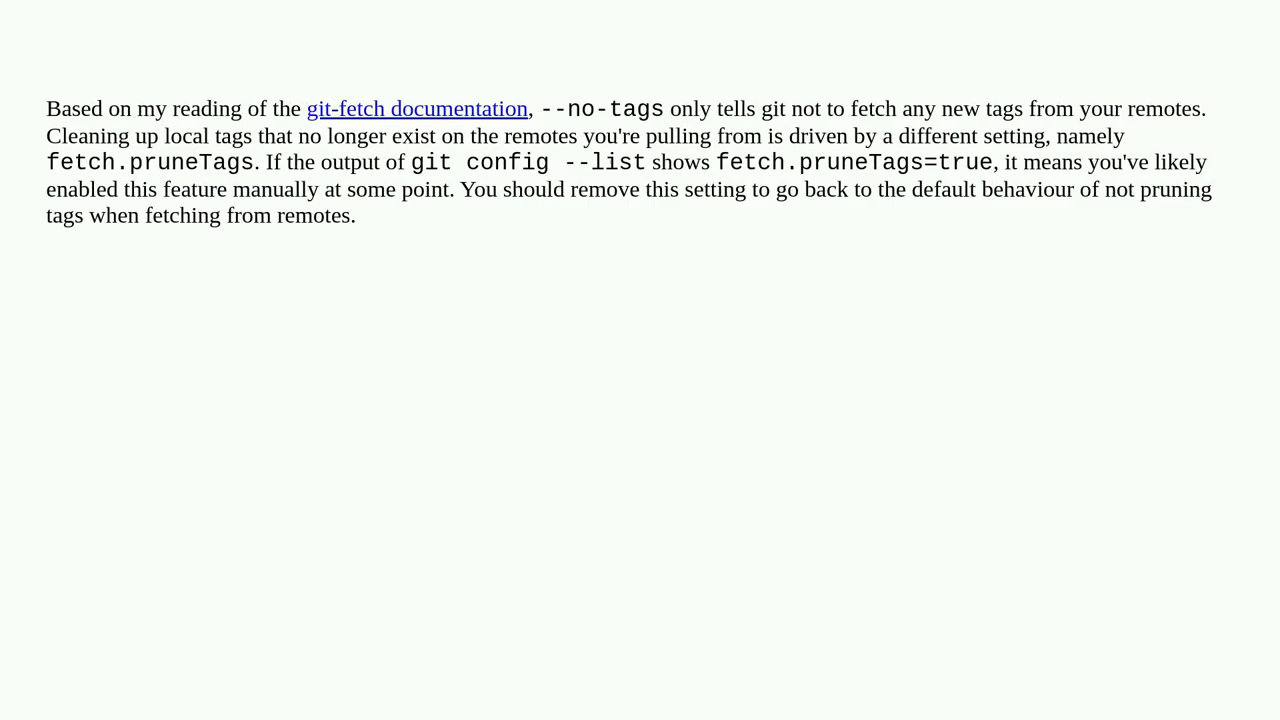 Based on my reading of the git-fetch documentation, --no-tags only tells git not to fetch any new tags from your remotes.
Cleaning up local tags that no longer exist on the remotes you're pulling from is driven by a different setting, namely
fetch.pruneTags. If the output of git config --list shows fetch.pruneTags=true, it means you've likely
enabled this feature manually at some point. You should remove this setting to go back to the default behaviour of not pruning
tags when fetching from remotes.